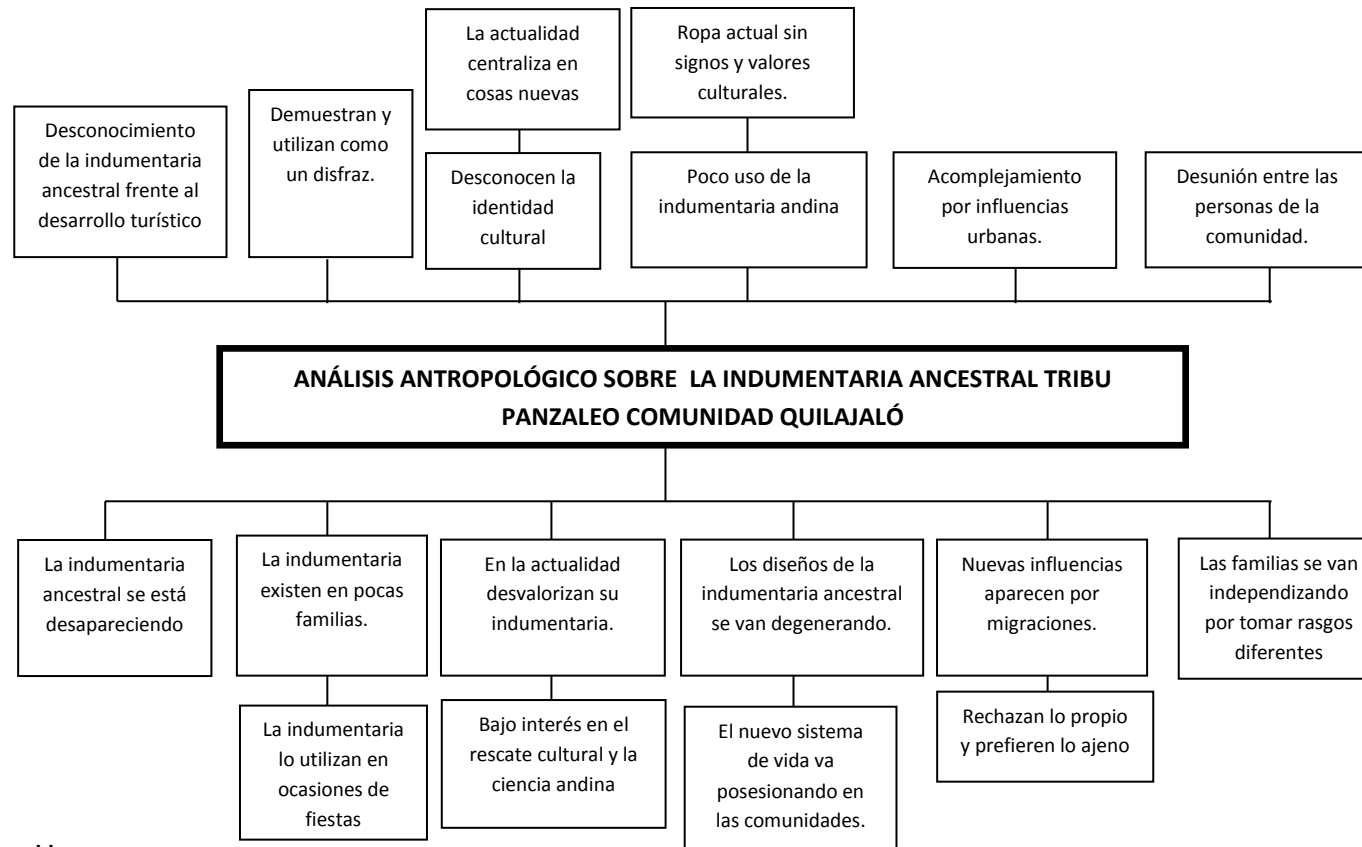 La actualidad
centraliza en
cosas nuevas
Ropa actual sin
signos y valores
culturales.
Desconocimiento
de la indumentaria
ancestral frente al
desarrollo turístico
Demuestran y
utilizan como
un disfraz.
Desconocen la
identidad
cultural
Poco uso de la
indumentaria andina
Acomplejamiento
por influencias
urbanas.
Desunión entre las
personas de la
comunidad.
ANÁLISIS ANTROPOLÓGICO SOBRE LA INDUMENTARIA ANCESTRAL TRIBU
PANZALEO COMUNIDAD QUILAJALÓ
La indumentaria
ancestral se está
desapareciendo
La indumentaria
existen en pocas
familias.
En la actualidad
desvalorizan su
indumentaria.
Los diseños de la
indumentaria ancestral
se van degenerando.
Nuevas influencias
aparecen por
migraciones.
Las familias se van
independizando
por tomar rasgos
diferentes
La indumentaria
lo utilizan en
ocasiones de
fiestas
Bajo interés en el
rescate cultural y la
ciencia andina
El nuevo sistema
de vida va
posesionando en
las comunidades.
Rechazan lo propio
y prefieren lo ajeno